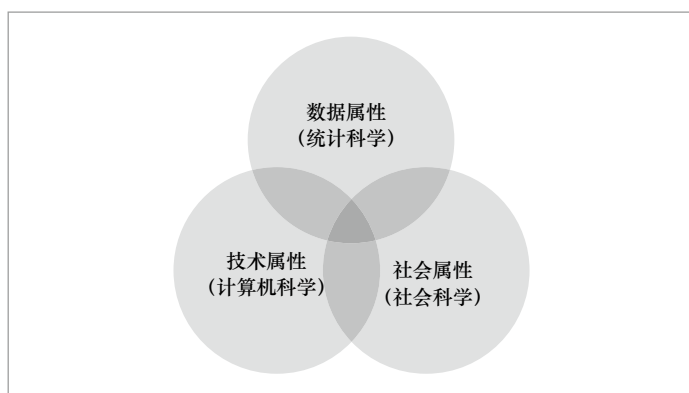 数据属性
（统计科学）
技术属性
（计算机科学）
社会属性
（社会科学）